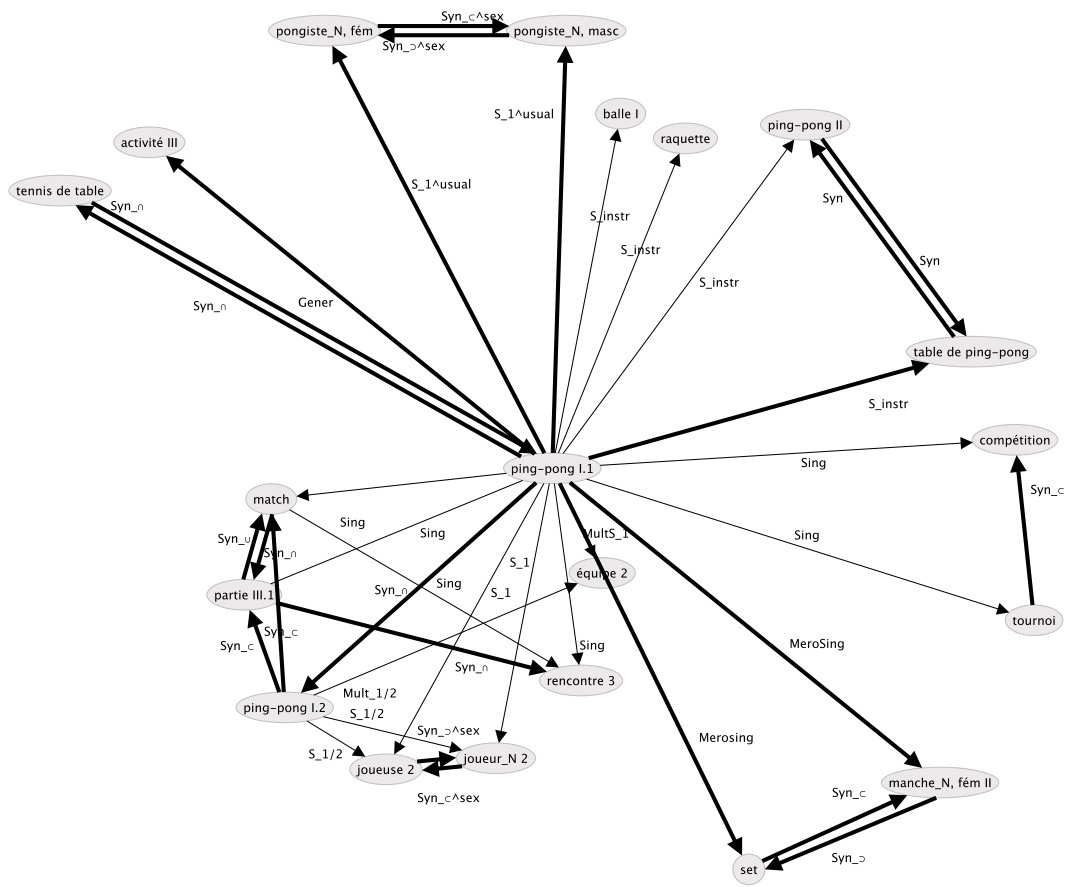 Syn_⊂^sex
pongiste_N, fém
pongiste_N, masc
Syn_⊃^sex
balle I
S_1^usual
ping-pong II
raquette
activité III
S_1^usual
tennis de table
Syn
Syn_∩
S_instr
S_instr
Syn
S_instr
Gener
Syn_∩
table de ping-pong
S_instr
compétition
Sing
ping-pong I.1
Syn_⊂
match
Sing
Sing
MultS_1
Sing
Syn_∪
Syn_∩
S_1
équipe 2
Sing
Syn_∩
partie III.1
S_1
tournoi
Syn_⊂
Syn_⊂
Sing
MeroSing
Syn_∩
rencontre 3
Mult_1/2
ping-pong I.2
S_1/2
Syn_⊃^sex
Merosing
S_1/2
joueuse 2
joueur_N 2
manche_N, fém II
Syn_⊂
Syn_⊂^sex
Syn_⊃
set